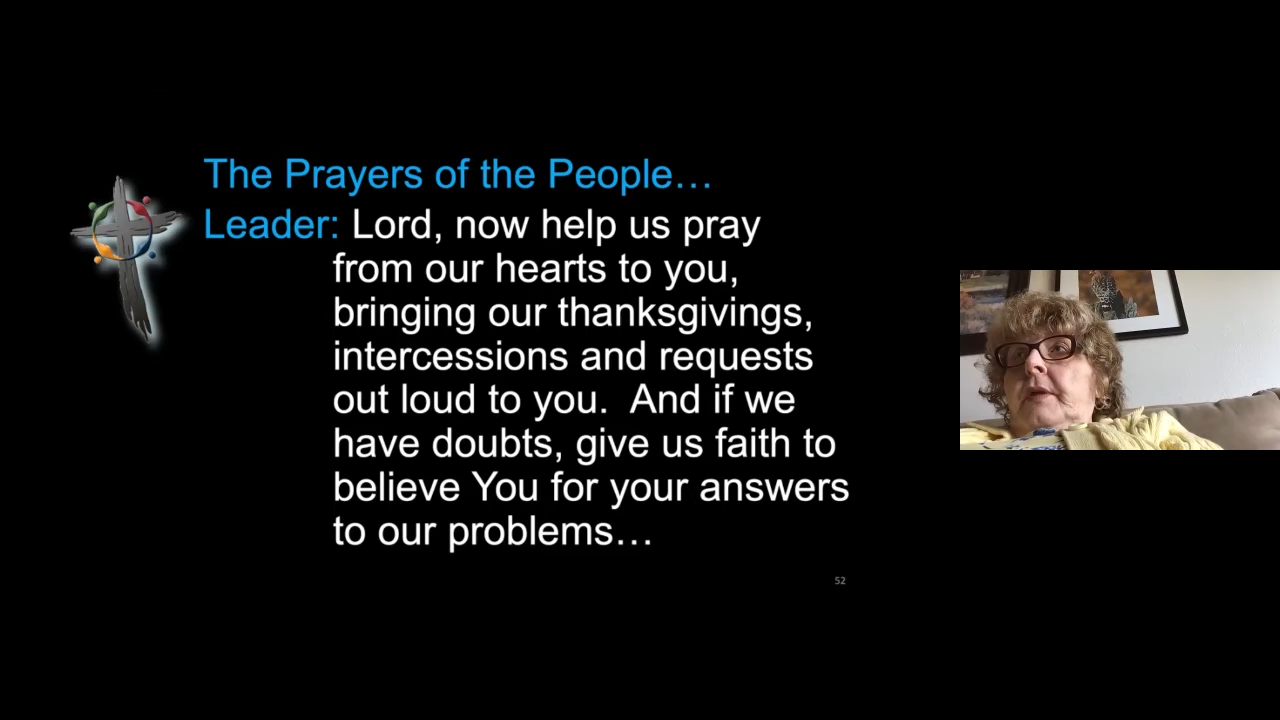 The Prayers of the People…
Leader: Lord, now help us pray
from our hearts to you,
bringing our thanksgivings,
intercessions and requests
out loud to you.  And if we
have doubts, give us faith to
believe You for your answers
to our problems…
52